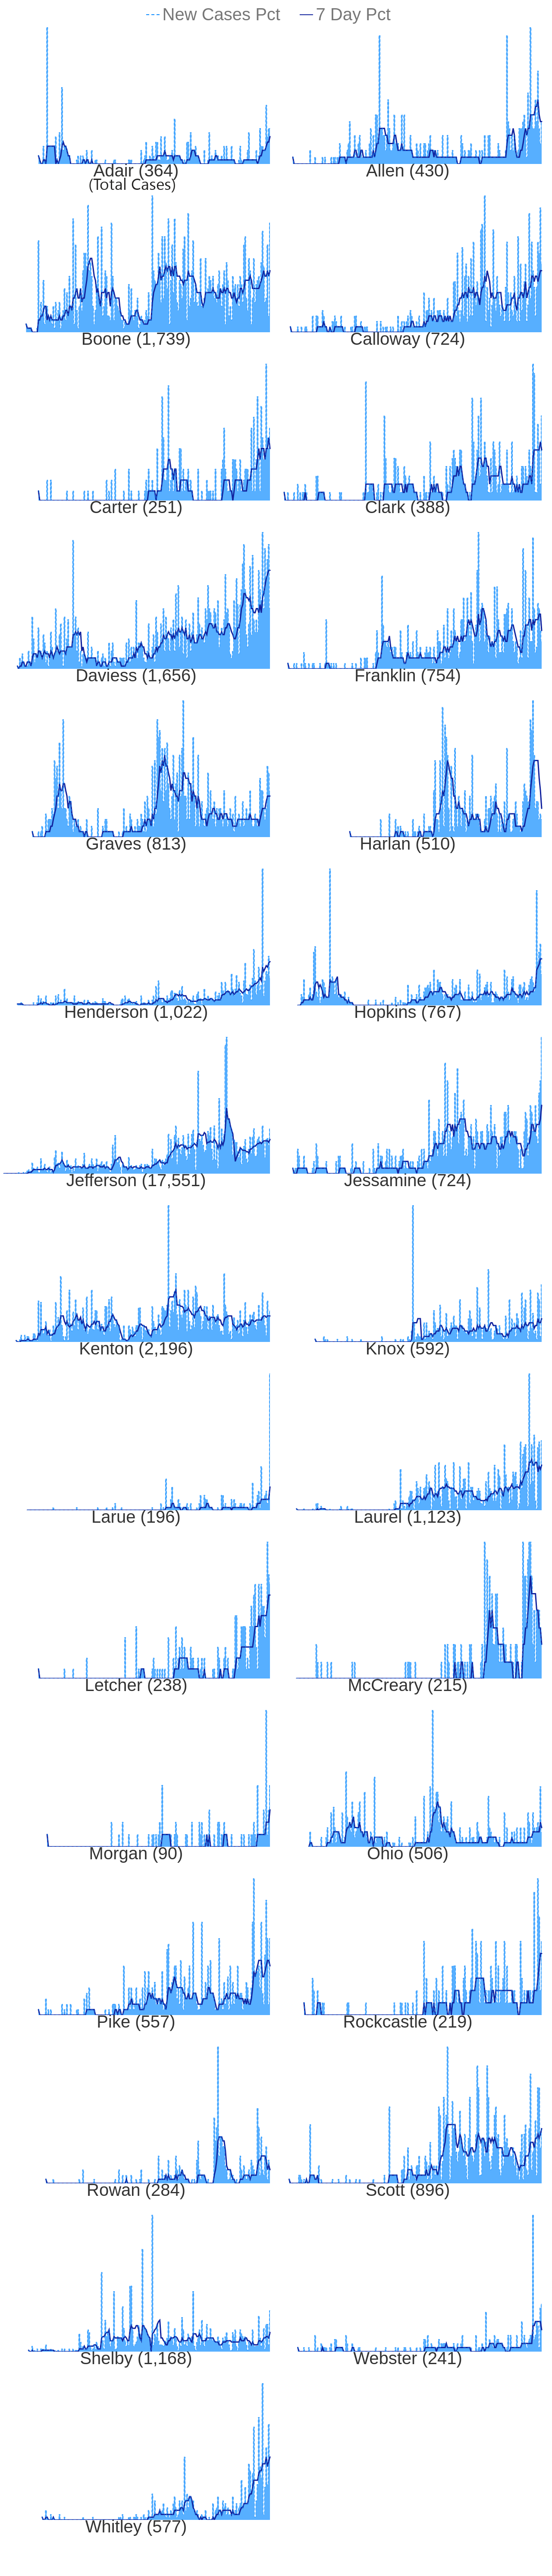 New Cases Pct 7 Day Pct
Adair (364) Allen (430)
(Total Cases)
Boone (1,739) Calloway (724)
Carter (251) Clark (388)
Daviess (1,656) Franklin (754)
Graves (813) Harlan (510)
Henderson (1,022) Hopkins (767)
Jefferson (17,551) Jessamine (724)
Kenton (2,196) Knox (592)
Larue (196) Laurel (1,123)
Letcher (238) McCreary (215)
Morgan (90) Ohio (506)
Pike (557) Rockcastle (219)
Rowan (284) Scott (896)
Shelby (1,168) Webster (241)
Whitley (577)